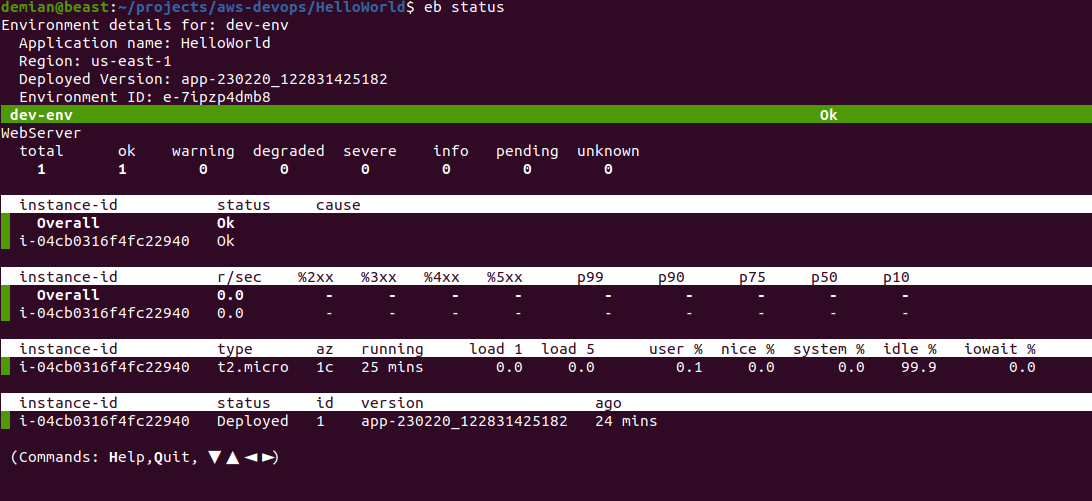 demian@beast:~/projects/aws-devops/HelloWorld$ eb status
Environment details for: dev-env
Application name: HelloWorld
Region: us-east-1
Deployed Version: app-230220_122831425182
Environment ID: e-7ipzp4dmb8
dev-env Ok
WebServer
total ok warning degraded severe info pending unknown
1 1 0 0 0 0 0 0
instance-id status cause
Overall Ok
i-04cb0316f4fc22940 Ok
instance-id r/sec %2xx %3xx %4xx %5xx p99 p90 p75 p50 p10
Overall 0.0 - - - - - - - - -
i-04cb0316f4fc22940 0.0 - - - - - - - - -
instance-id type az running load 1 load 5 user % nice % system % idle % iowait %
i-04cb0316f4fc22940 t2.micro 1c 25 mins 0.0 0.0 0.1 0.0 0.0 99.9 0.0
instance-id status id version ago
i-04cb0316f4fc22940 Deployed 1 app-230220_122831425182 24 mins
(Commands: Help,Quit, ▼ ▲ ◄ ►)